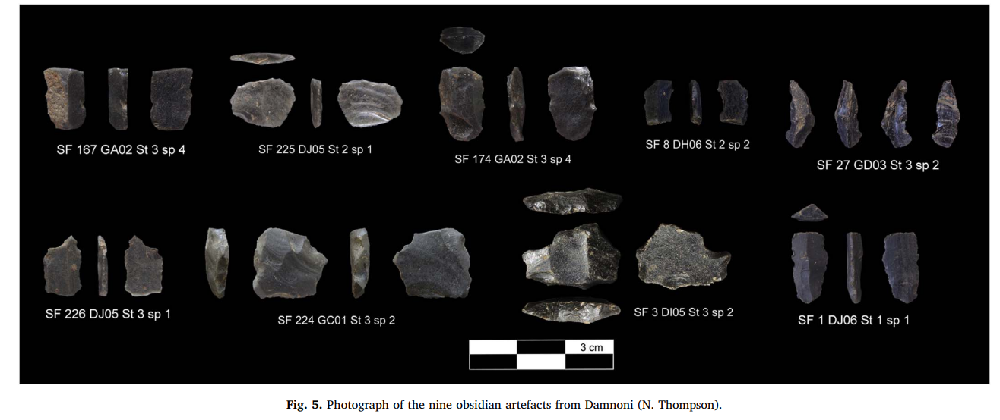 SF 167 GA02 St 3 sp 4
SF 225 DJ05 St 2 sp 1
SF 174 GA02 St 3 sp 4
SF 8 DH06 St 2 sp 2
SF 27 GD03 St 3 sp 2
SF 226 DJ05 St 3 sp 1
SF 224 GC01 St 3 sp 2
SF 3 DI05 St 3 sp 2
SF 1 DJ06 St 1 sp 1
3 cm
Fig. 5. Photograph of the nine obsidian artefacts from Damnoni (N. Thompson).